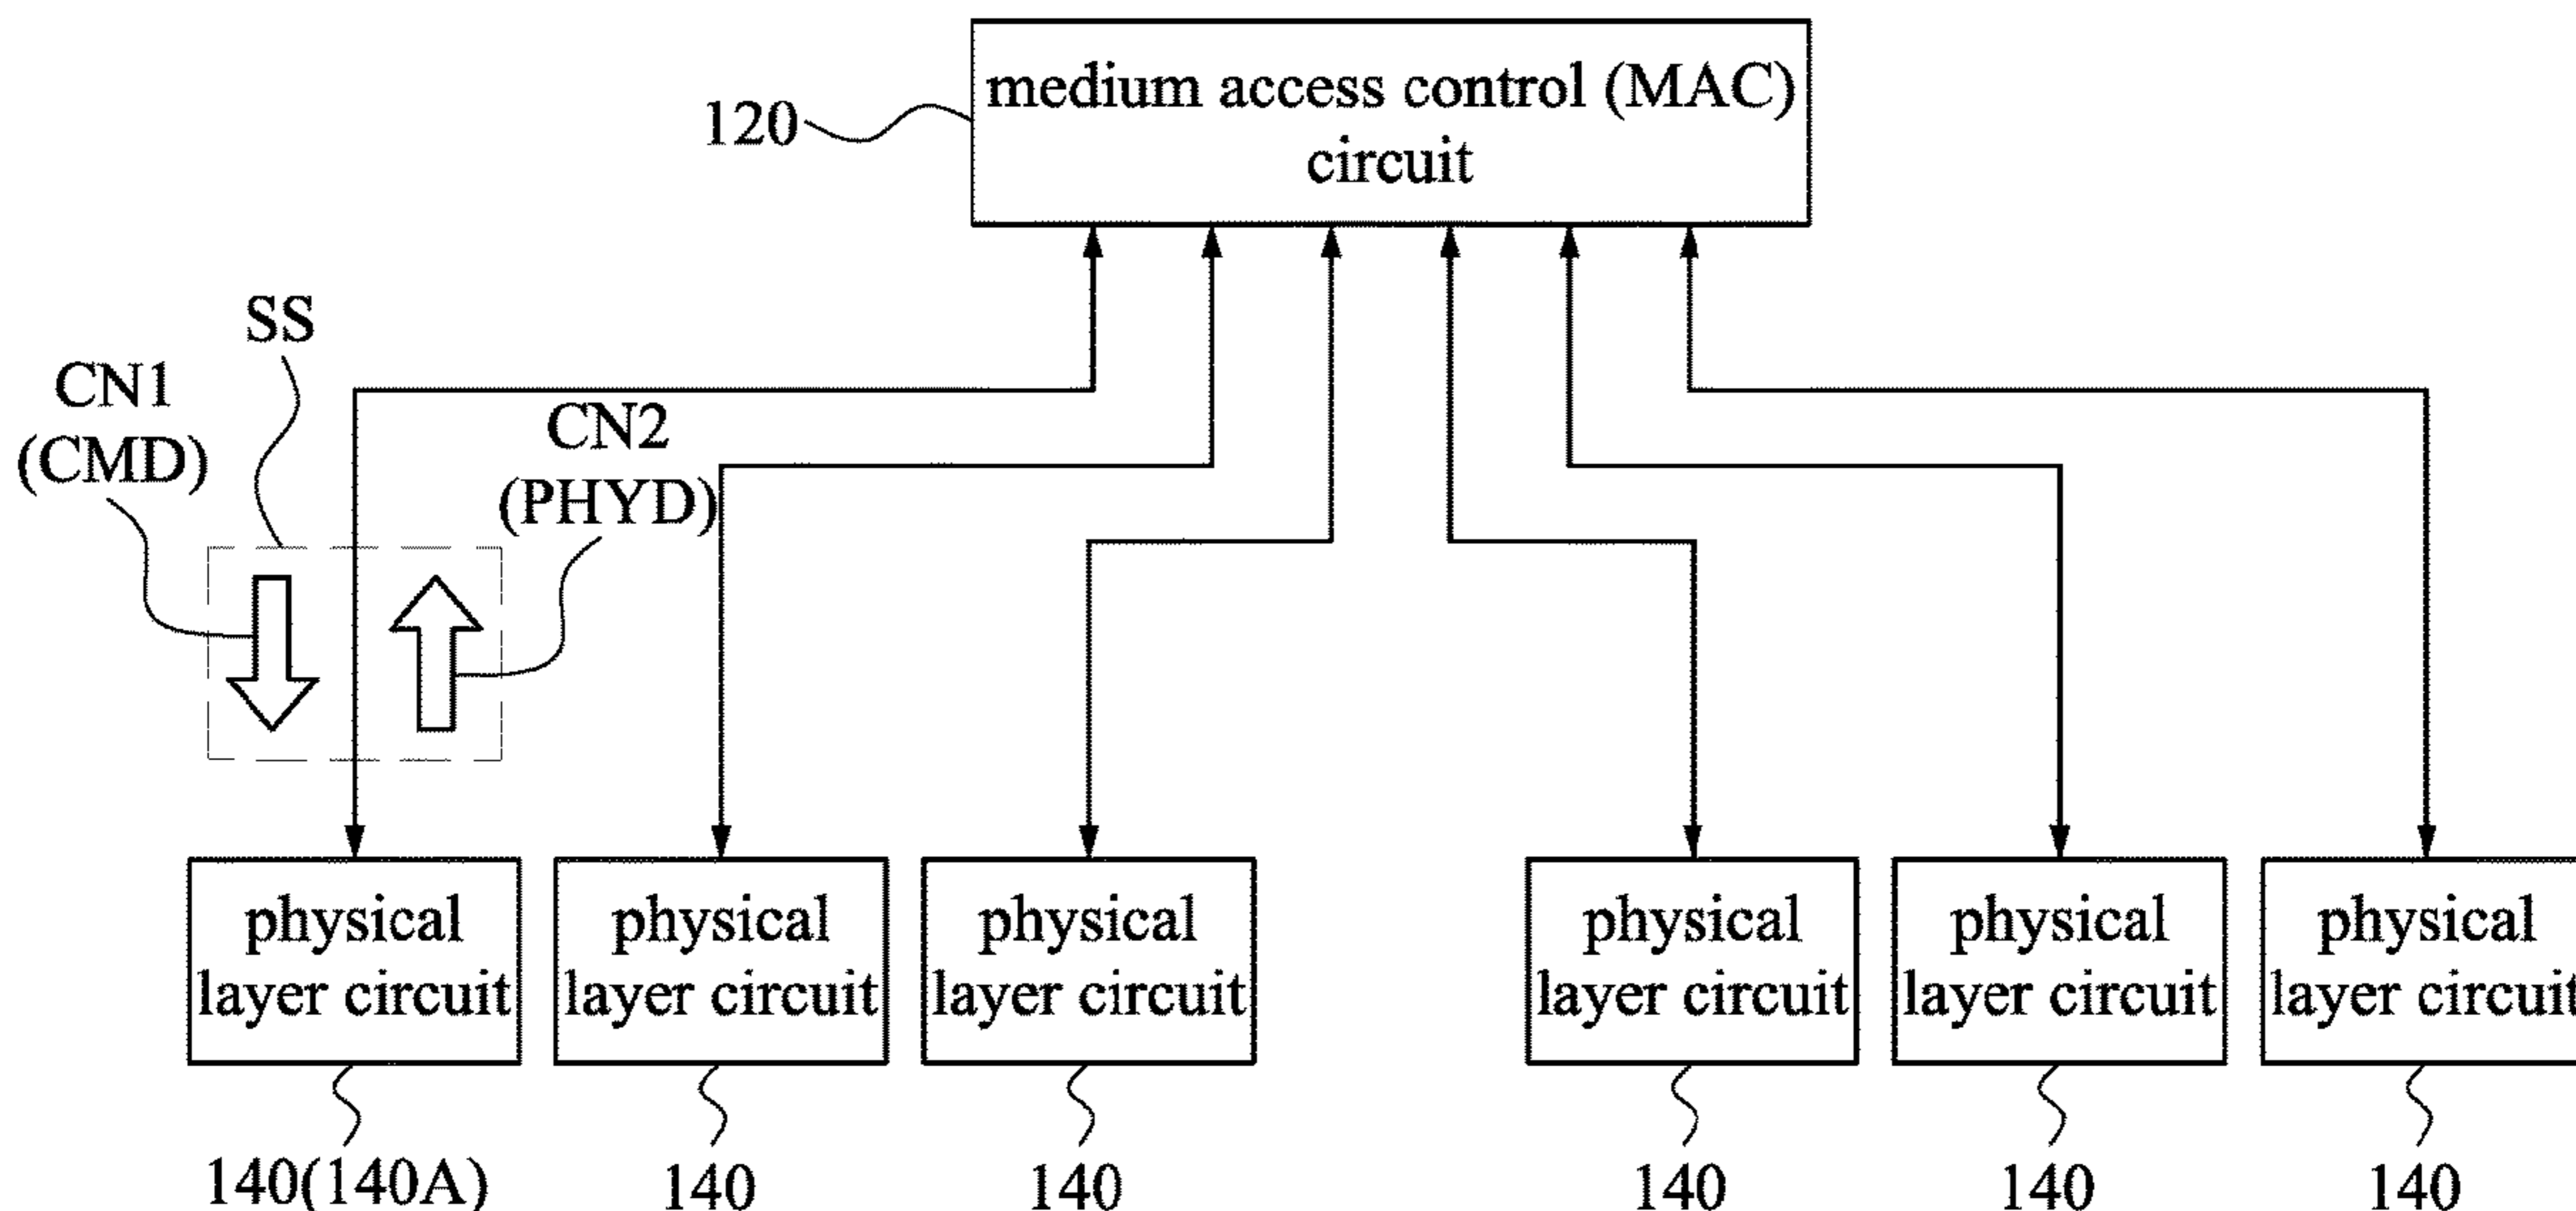 medium access control (MAC)
circuit
120
SS
CN1
(CMD)
CN2
(PHYD)
physical
layer circuit
physical
layer circuit
physical
layer circuit
physical
layer circuit
physical
layer circuit
physical
layer circuit
140(140A)
140
140
140
140
140